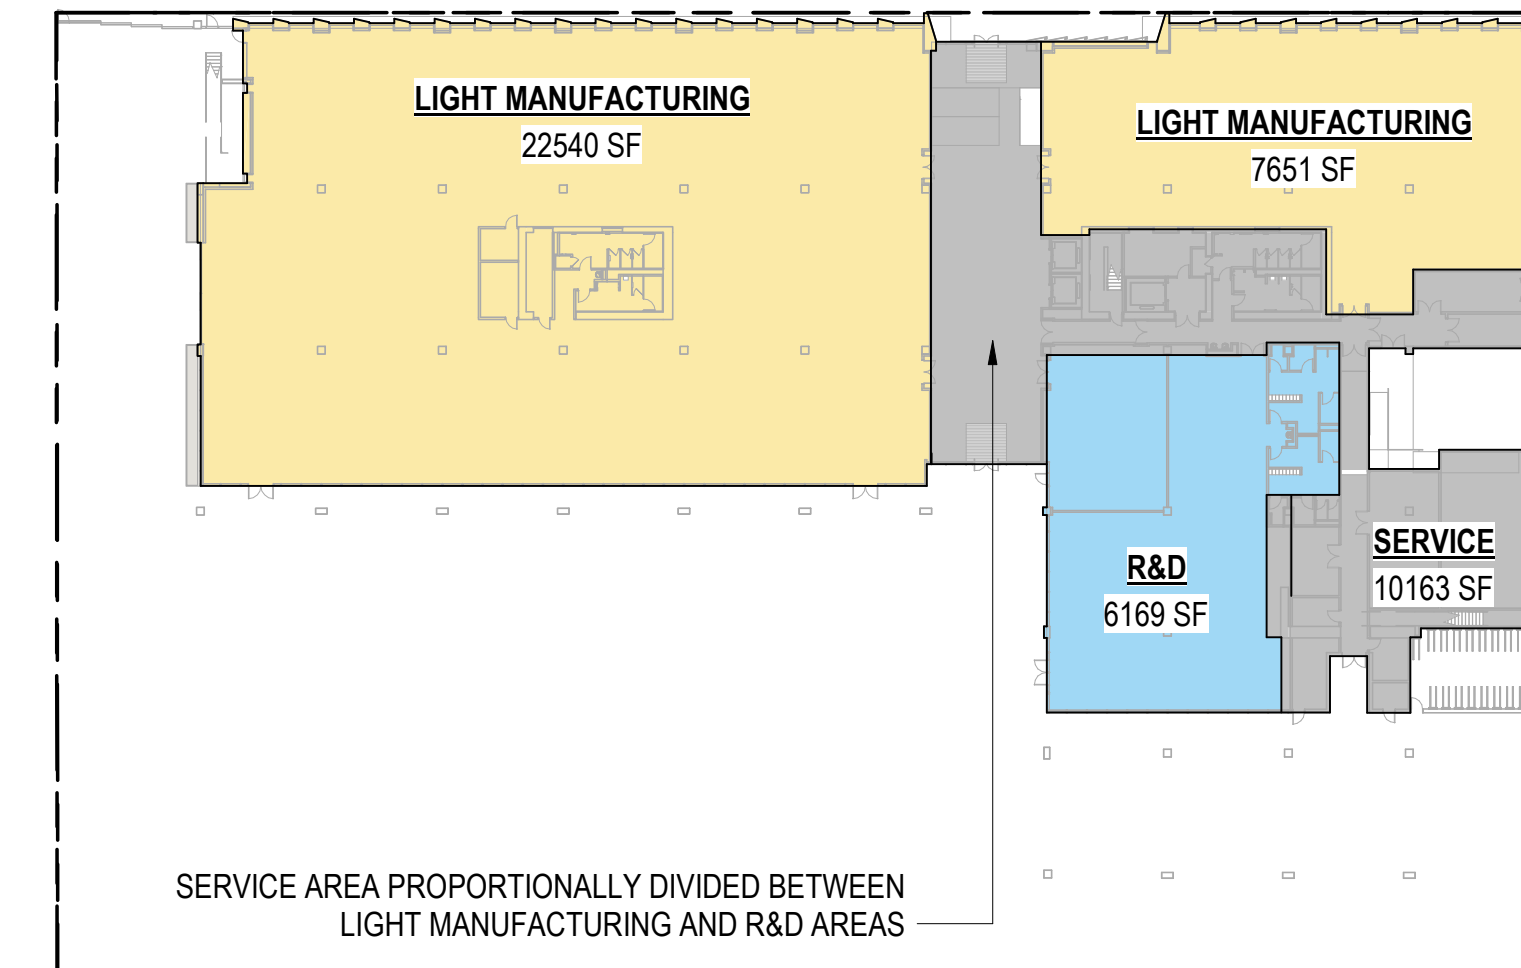 LIGHT MANUFACTURING
22540 SF
LIGHT MANUFACTURING
7651 SF
R&D
6169 SF
SERVICE
10163 SF
SERVICE AREA PROPORTIONALLY DIVIDED BETWEEN
LIGHT MANUFACTURING AND R&D AREAS